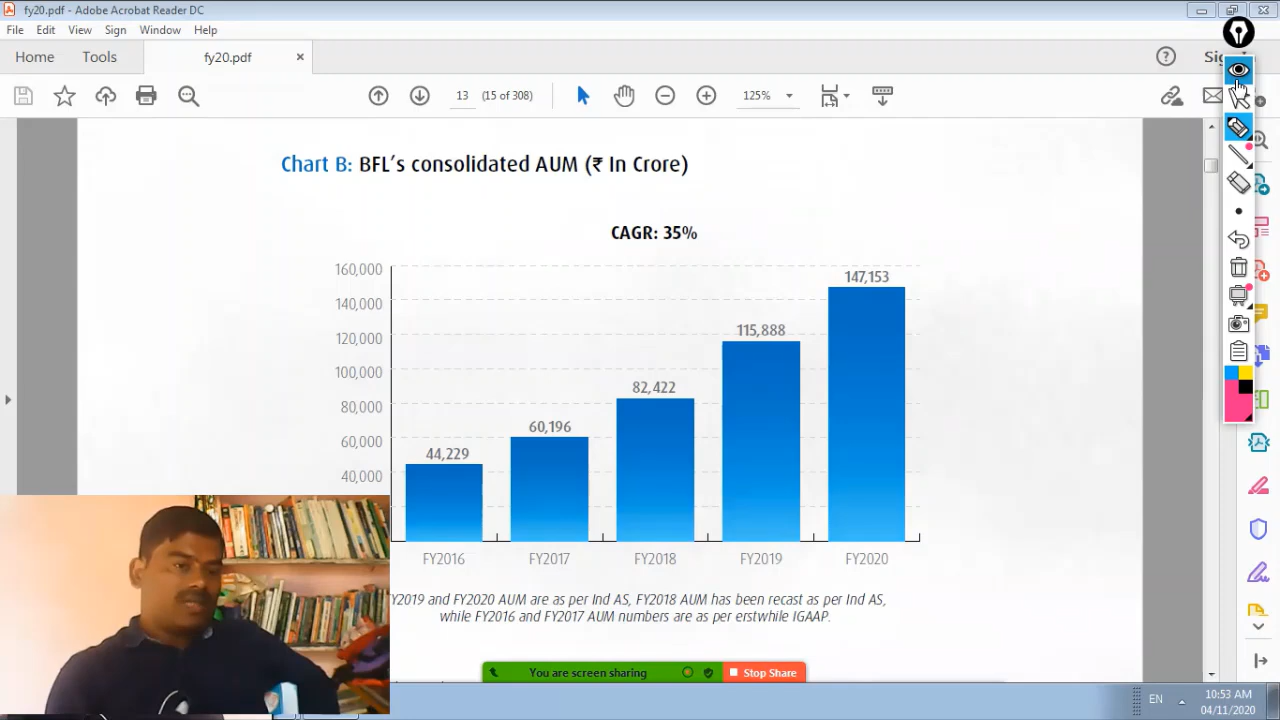 fy20.pdf - Adobe Acrobat Reader DC
File Edit View Sign Window Help
Home Tools fy20.pdf ×
13 (15 of 308) 125%
Chart B: BFL's consolidated AUM (₹ In Crore)
CAGR: 35%
160,000
147,153
140,000
120,000
115,888
100,000
82,422
80,000
60,196
60,000
44,229
40,000
FY2016 FY2017 FY2018 FY2019 FY2020
Y2019 and FY2020 AUM are as per Ind AS, FY2018 AUM has been recast as per Ind AS,
while FY2016 and FY2017 AUM numbers are as per erstwhile IGAAP.
You are screen sharing Stop Share
EN 10:53 AM
04/11/2020